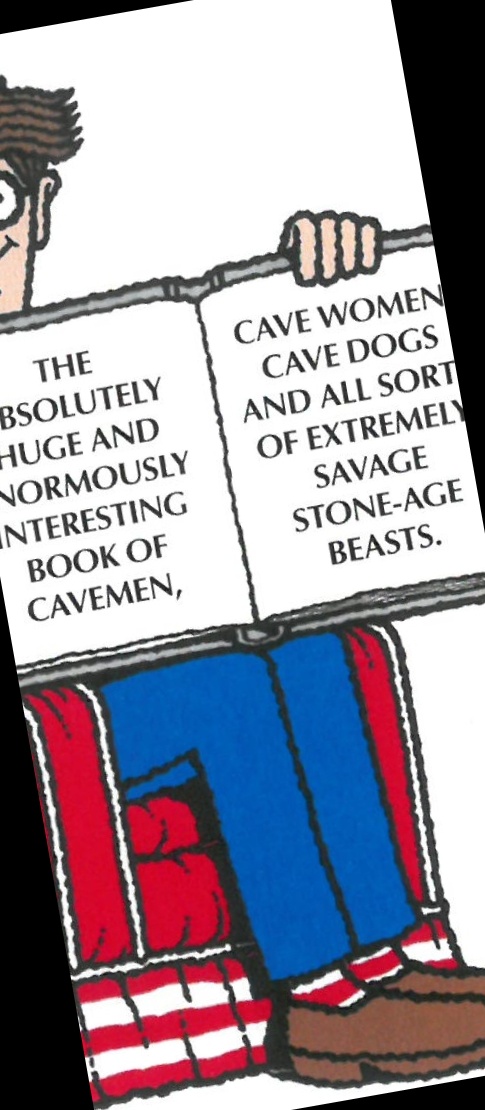 THE
BSOLUTELY
HUGE AND
NORMOUSLY
INTERESTING
BOOK OF
CAVEMEN,
CAVE WOMEN
CAVE DOGS
AND ALL SORT
OF EXTREMELY
SAVAGE
STONE-AGE
BEASTS.